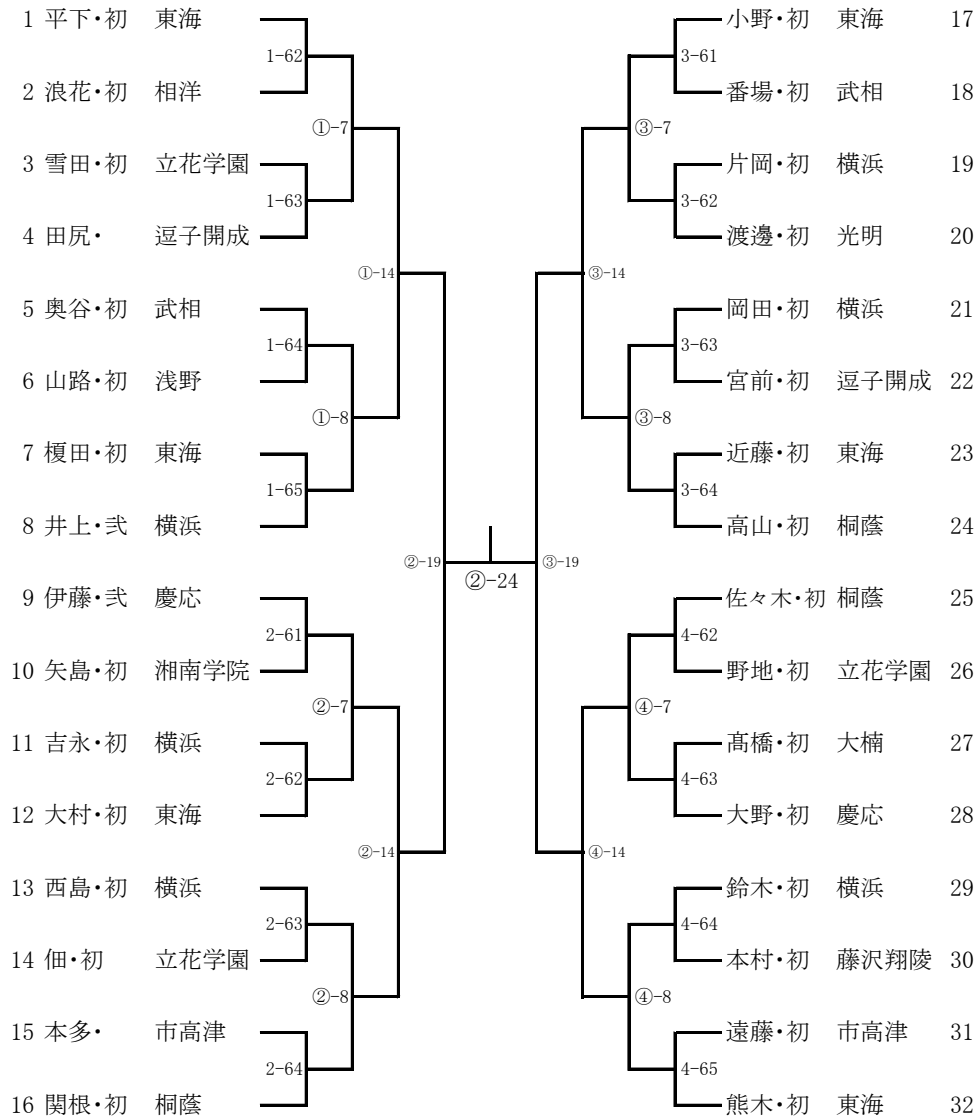 1 平下・初 東海
1-62
2 浪花・初 相洋
①-7
3 雪田・初 立花学園
1-63
4 田尻・ 逗子開成
①-14
5 奥谷・初 武相
1-64
6 山路・初 浅野
①-8
7 榎田・初 東海
1-65
8 井上・弐 横浜
②-19
9 伊藤・弐 慶応
2-61
10 矢島・初 湘南学院
②-7
11 吉永・初 横浜
2-62
12 大村・初 東海
②-14
13 西島・初 横浜
2-63
14 佃・初 立花学園
②-8
15 本多・ 市高津
2-64
16 関根・初 桐蔭
②-24
小野・初 東海 17
3-61
番場・初 武相 18
③-7
片岡・初 横浜 19
3-62
渡邊・初 光明 20
③-14
岡田・初 横浜 21
3-63
宮前・初 逗子開成 22
③-8
近藤・初 東海 23
3-64
高山・初 桐蔭 24
③-19
佐々木・初 桐蔭 25
4-62
野地・初 立花学園 26
④-7
髙橋・初 大楠 27
4-63
大野・初 慶応 28
④-14
鈴木・初 横浜 29
4-64
本村・初 藤沢翔陵 30
④-8
遠藤・初 市高津 31
4-65
熊木・初 東海 32